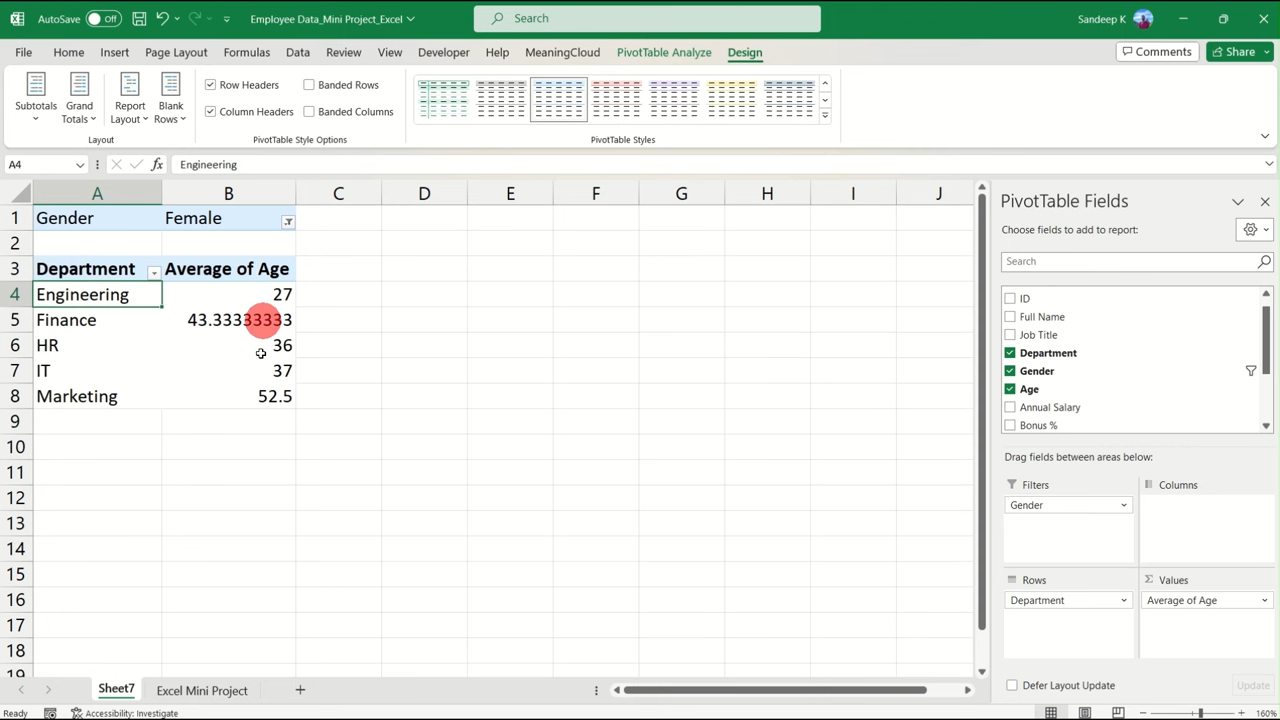 AutoSave Off Employee Data_Mini Project_Excel Search Sandeep K
File Home Insert Page Layout Formulas Data Review View Developer Help MeaningCloud PivotTable Analyze Design Comments Share
Subtotals Grand Totals Report Layout Blank Rows
Row Headers Banded Rows
Column Headers Banded Columns
Layout PivotTable Style Options PivotTable Styles
A4 fx Engineering
A B C D E F G H I J
1 Gender Female
2
3 Department Average of Age
4 Engineering 27
5 Finance 43.33333333
6 HR 36
7 IT 37
8 Marketing 52.5
9
10
11
12
13
14
15
16
17
18
19
PivotTable Fields
Choose fields to add to report:
Search
ID
Full Name
Job Title
Department
Gender
Age
Annual Salary
Bonus %
Drag fields between areas below:
Filters Columns
Gender
Rows Σ Values
Department Average of Age
Defer Layout Update Update
Sheet7 Excel Mini Project
Ready Accessibility: Investigate 160%